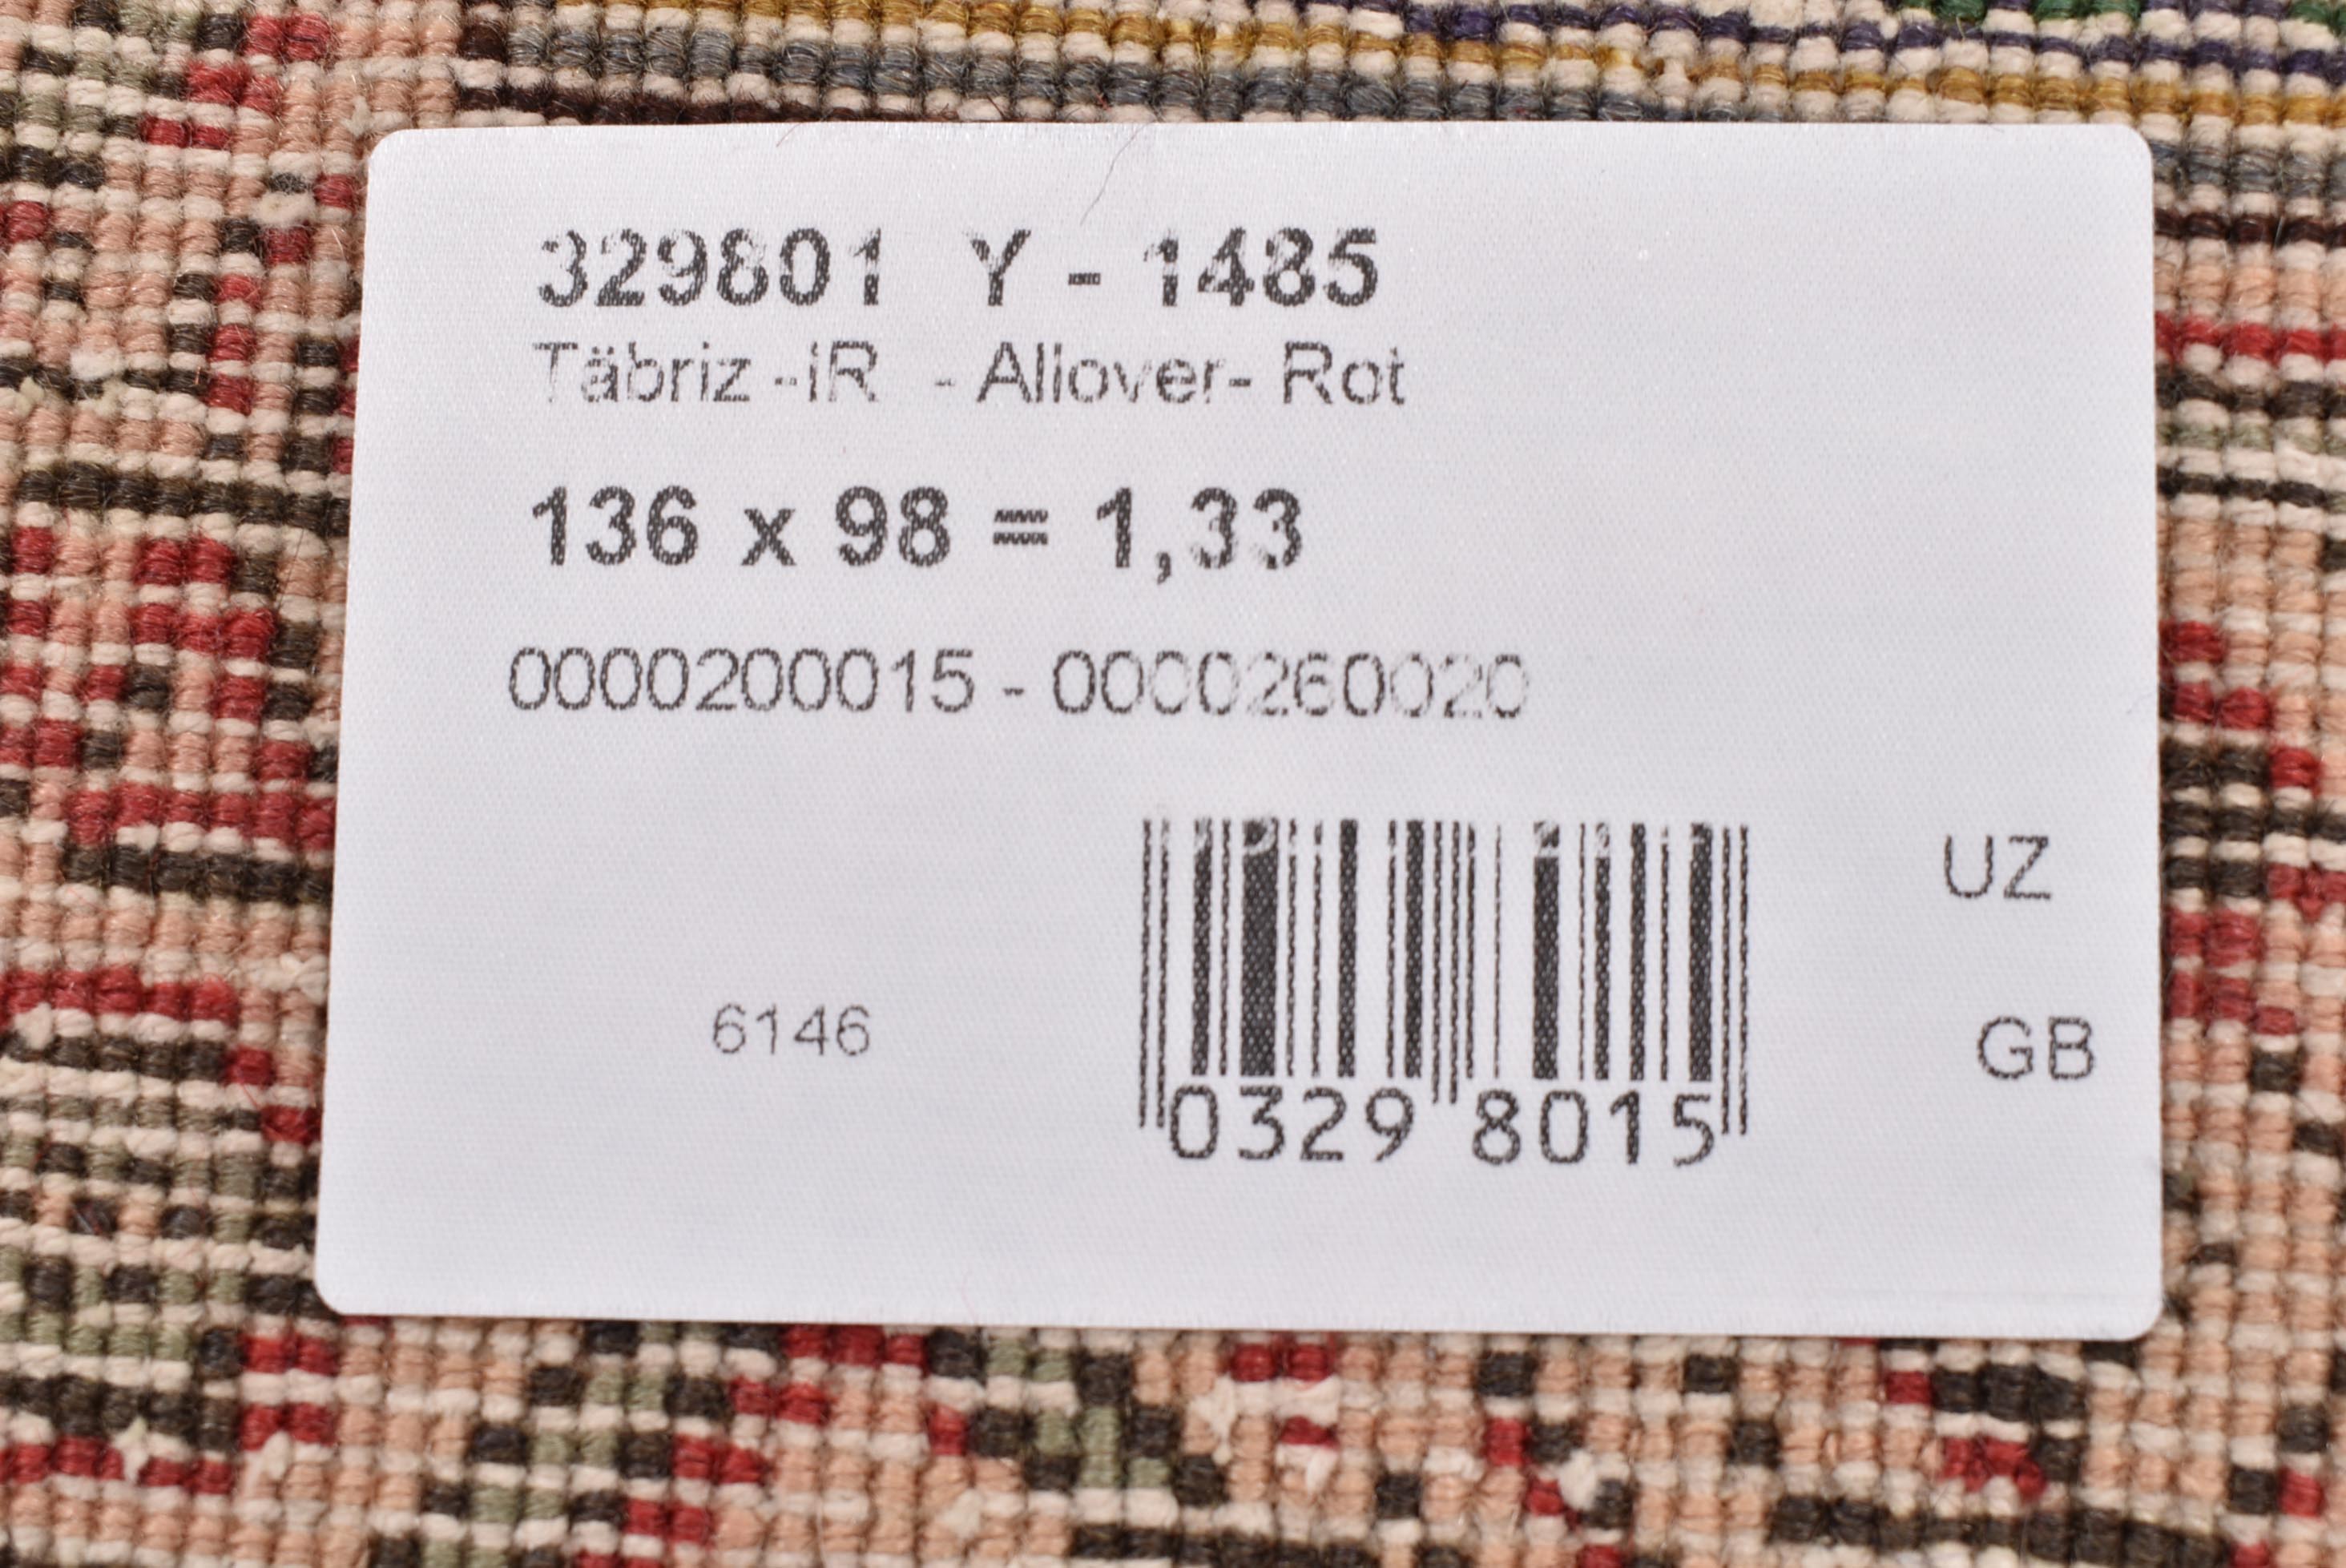 329801 Y - 1485
Täbriz -IR - Allover- Rot
136 x 98 = 1,33
0000200015 - 0000260020
UZ
6146
GB
0329 8015